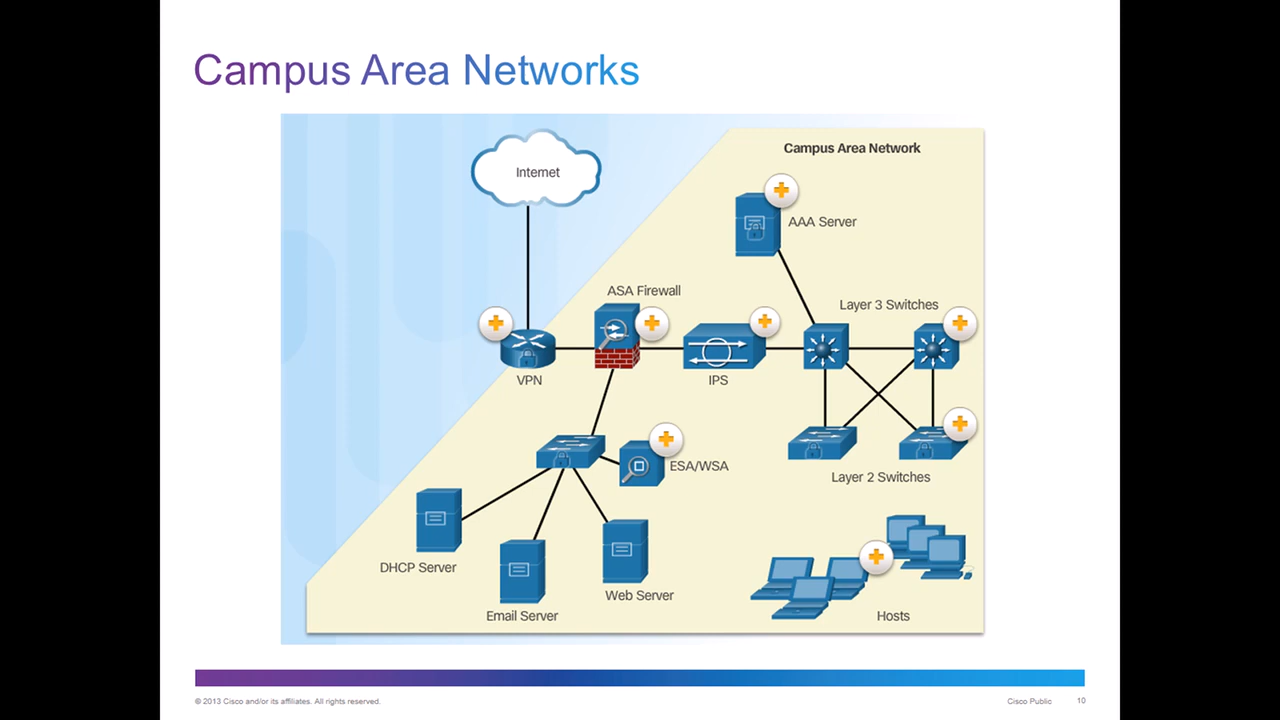 Campus Area Networks
Internet
Campus Area Network
AAA Server
ASA Firewall
Layer 3 Switches
VPN
IPS
ESA/WSA
Layer 2 Switches
DHCP Server
Email Server
Web Server
Hosts
© 2013 Cisco and/or its affiliates. All rights reserved.
Cisco Public
10